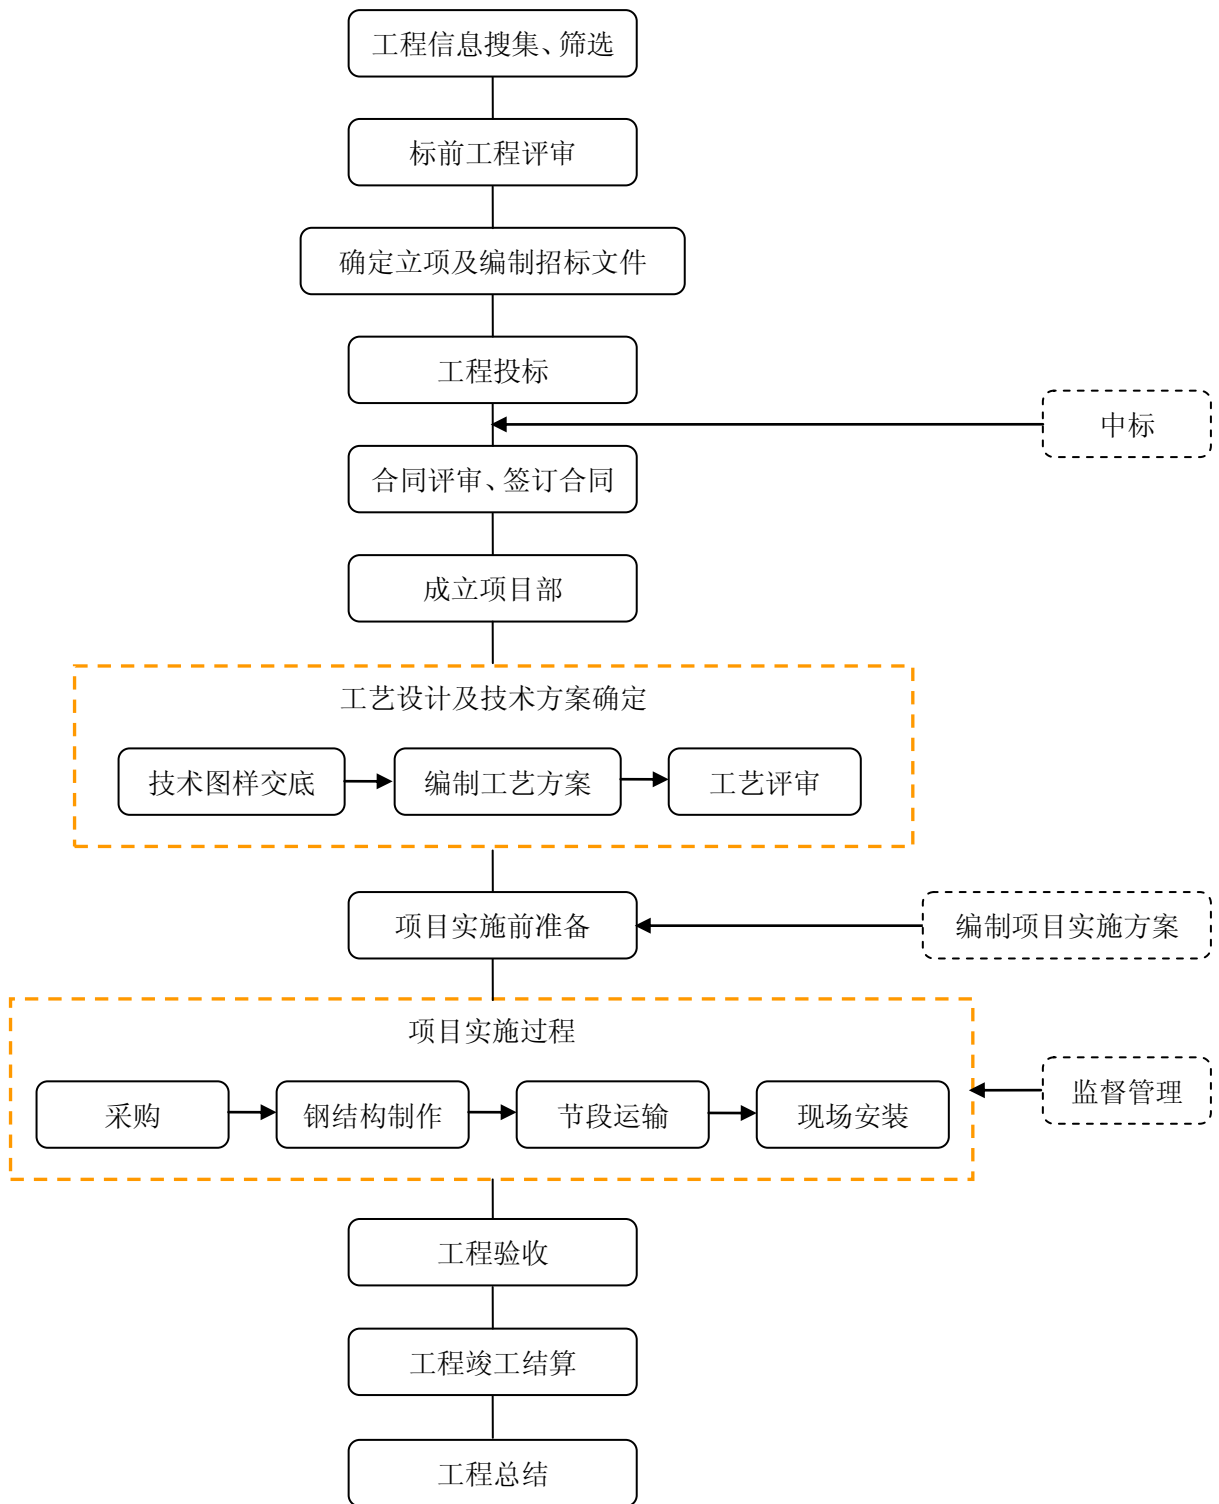 工程信息搜集、筛选
标前工程评审
确定立项及编制招标文件
工程投标
中标
合同评审、签订合同
成立项目部
工艺设计及技术方案确定
技术图样交底
编制工艺方案
工艺评审
项目实施前准备
编制项目实施方案
项目实施过程
采购
钢结构制作
节段运输
现场安装
监督管理
工程验收
工程竣工结算
工程总结